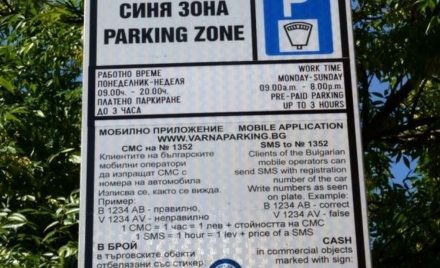 СИНЯ ЗОНА
PARKING ZONE
P
РАБОТНО ВРЕМЕ
ПОНЕДЕЛНИК-НЕДЕЛЯ
09.00ч. - 20.00ч.
ПЛАТЕНО ПАРКИРАНЕ
ДО 3 ЧАСА
WORK TIME
MONDAY-SUNDAY
09.00a.m. - 8.00p.m.
PRE-PAID PARKING
UP TO 3 HOURS
МОБИЛНО ПРИЛОЖЕНИЕ MOBILE APPLICATION
WWW.VARNAPARKING.BG
СМС на № 1352
Клиентите на българските
мобилни оператори
да изпращат СМС с
номера на автомобила
Изписва се, както се вижда.
Пример:
B 1234 AB - правилно,
V 1234 AV - неправилно
SMS to № 1352
Clients of the Bulgarian
mobile operators can
send SMS with registration
number of the car
Write numbers as seen on
plate. Example:
B 1234 AB - correct
V 1234 AV - false
1 СМС = 1 час = 1 лев + стойността на СМС
1 SMS = 1 hour = 1 lev + price of a SMS
В БРОЙ
в търговските обекти
отбелязани със стикер
CASH
in commercial objects
marked with sign: